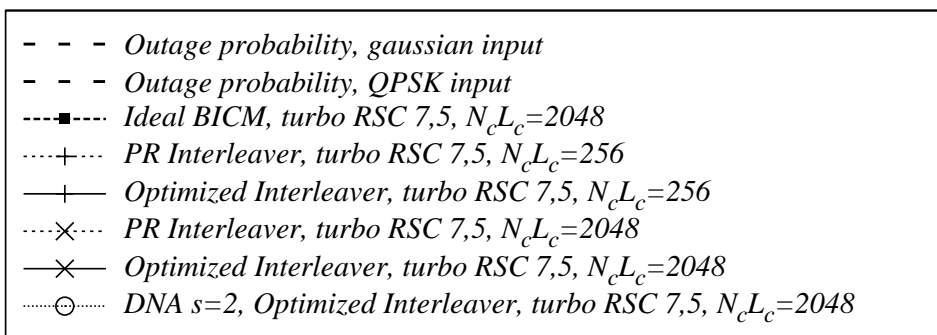 Outage probability, gaussian input
Outage probability, QPSK input
Ideal BICM, turbo RSC 7,5, N_cL_c=2048
PR Interleaver, turbo RSC 7,5, N_cL_c=256
Optimized Interleaver, turbo RSC 7,5, N_cL_c=256
PR Interleaver, turbo RSC 7,5, N_cL_c=2048
Optimized Interleaver, turbo RSC 7,5, N_cL_c=2048
DNA s=2, Optimized Interleaver, turbo RSC 7,5, N_cL_c=2048